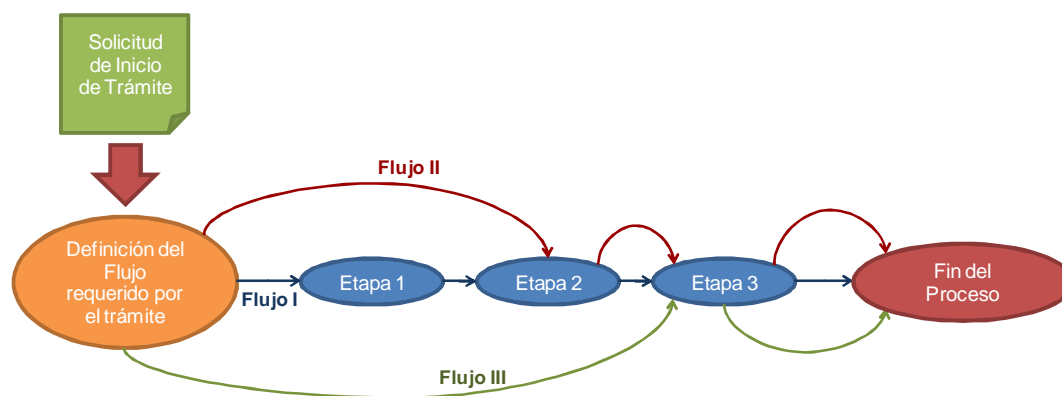 Solicitud
de Inicio
de Trámite
Flujo II
Definición del
Flujo
requerido por
el trámite
Flujo I
Etapa 1
Etapa 2
Etapa 3
Fin del
Proceso
Flujo III